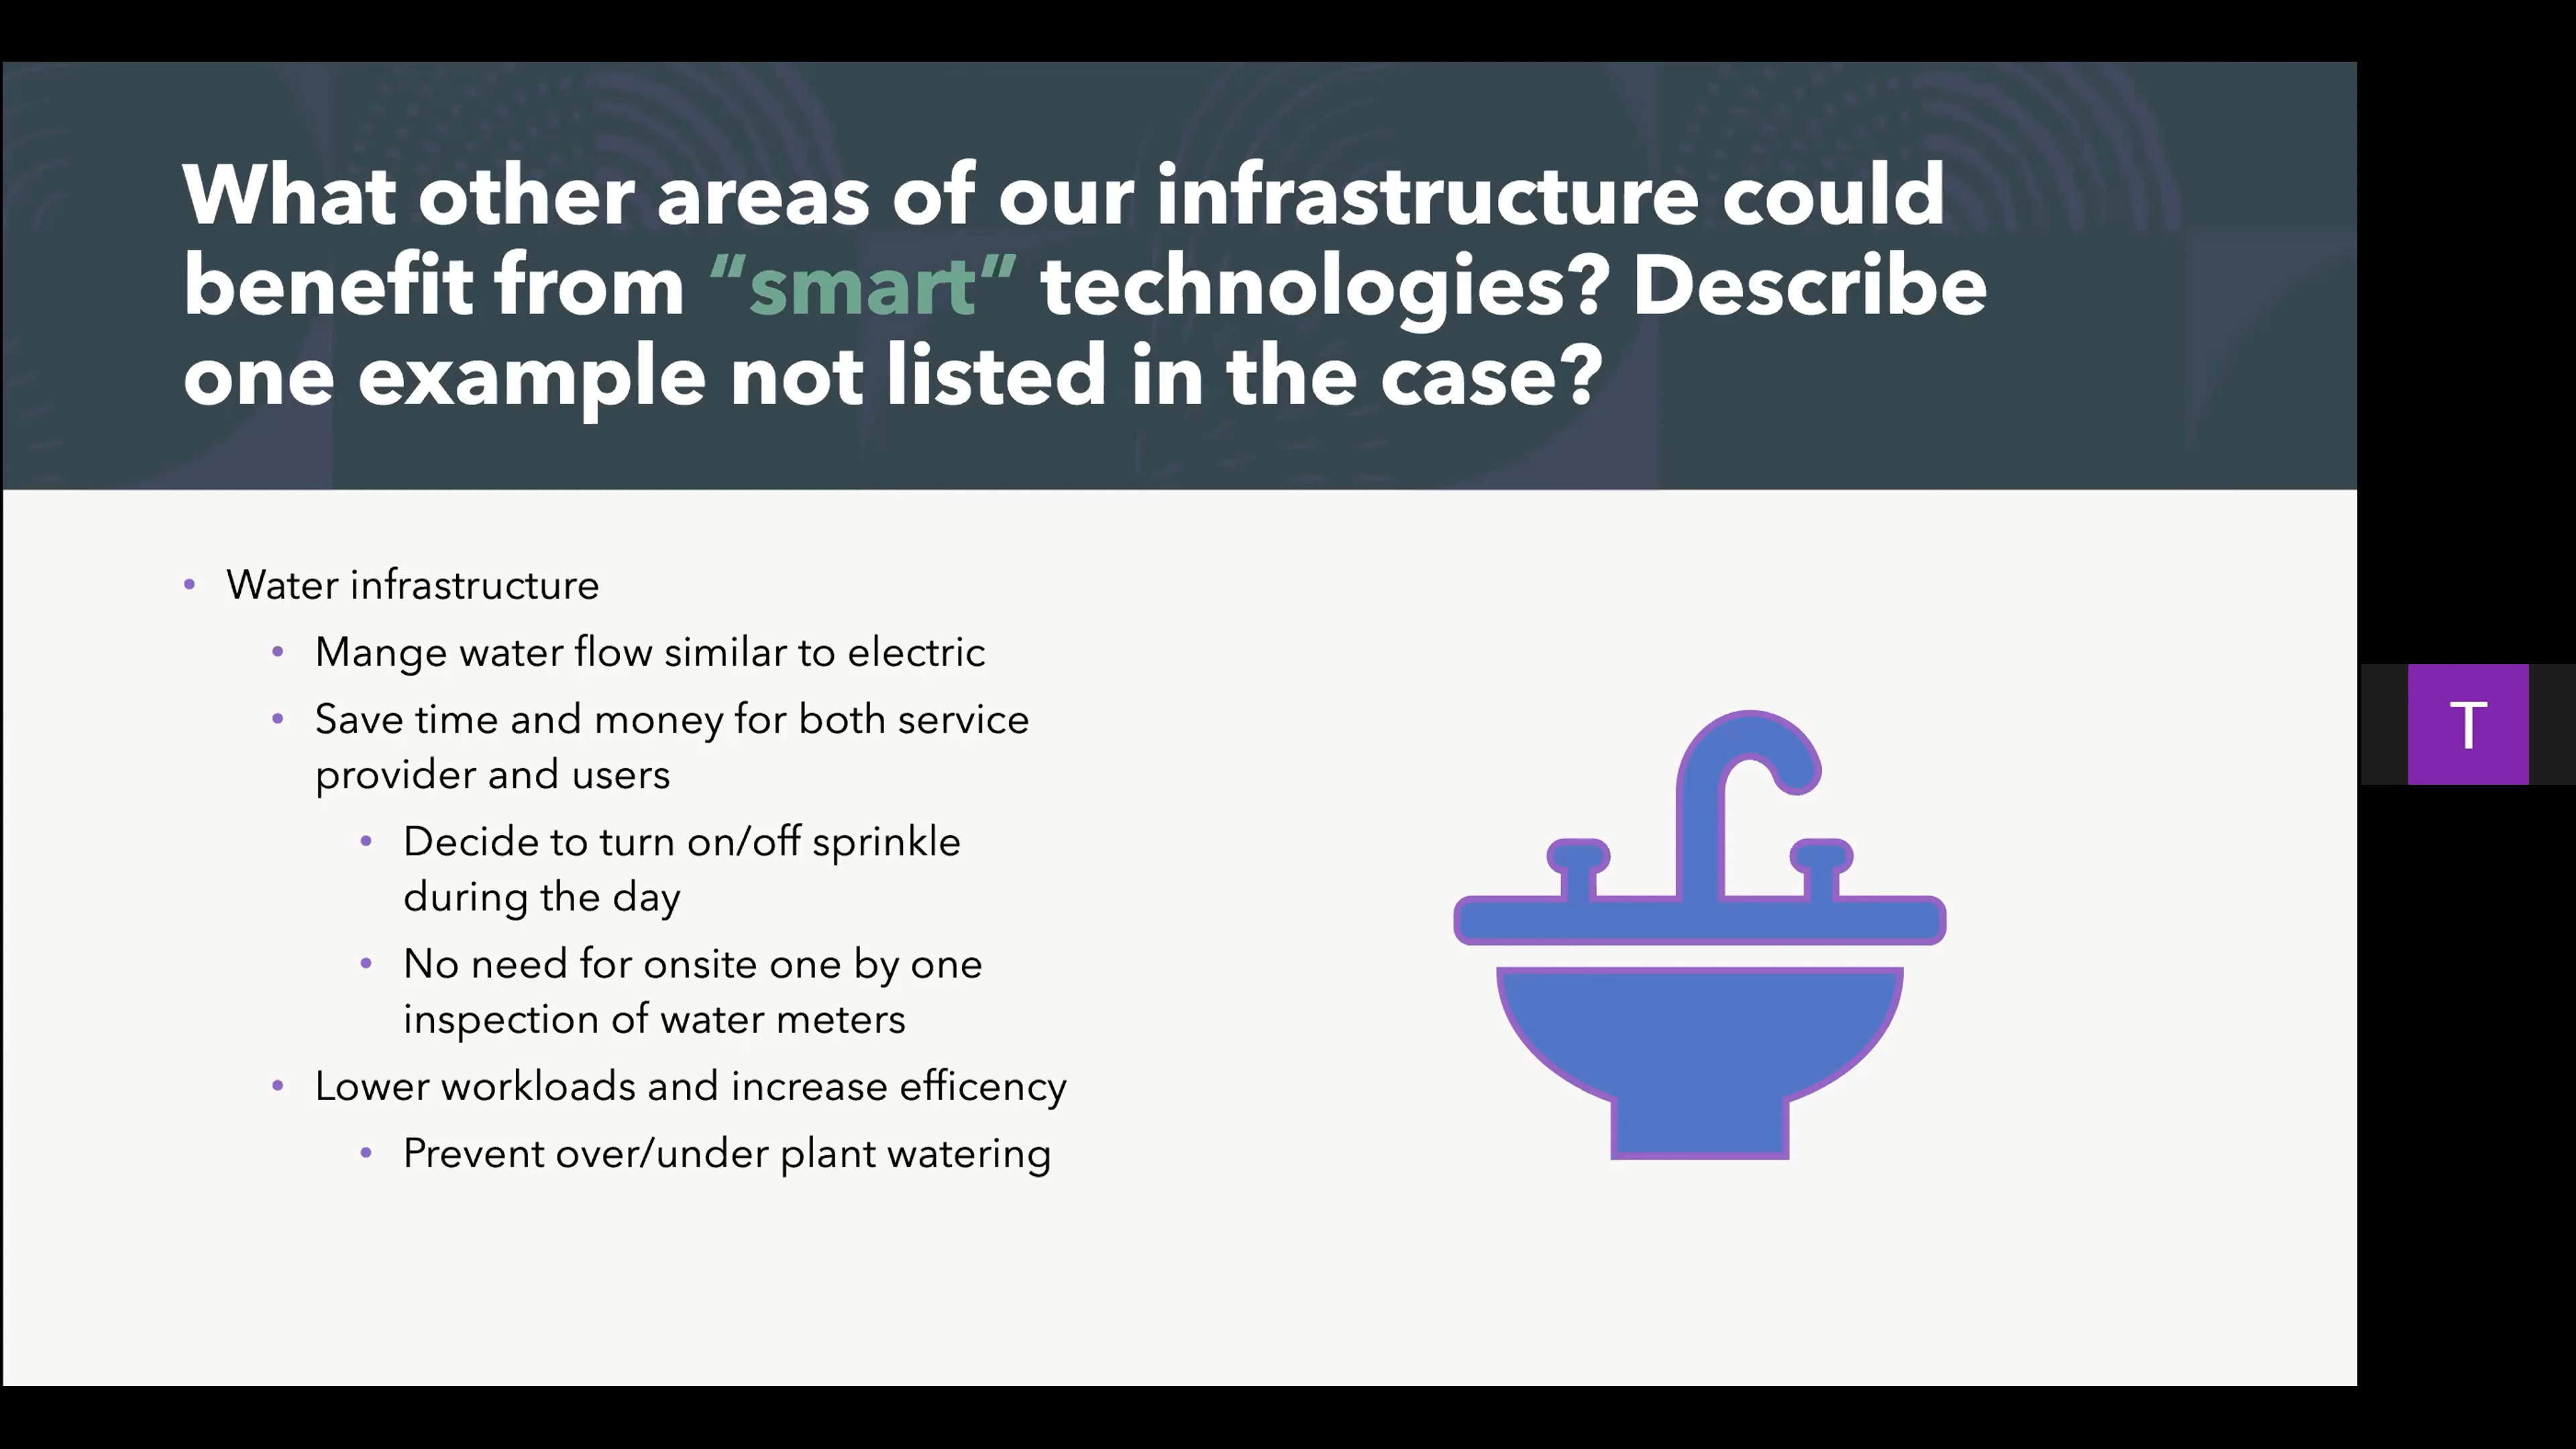 What other areas of our infrastructure could
benefit from “smart” technologies? Describe
one example not listed in the case?
• Water infrastructure
• Mange water flow similar to electric
• Save time and money for both service
provider and users
• Decide to turn on/off sprinkle
during the day
• No need for onsite one by one
inspection of water meters
• Lower workloads and increase efficency
• Prevent over/under plant watering
T